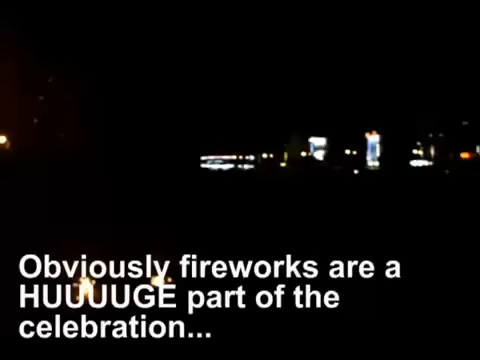 Obviously fireworks are a
HUUUUGE part of the
celebration...